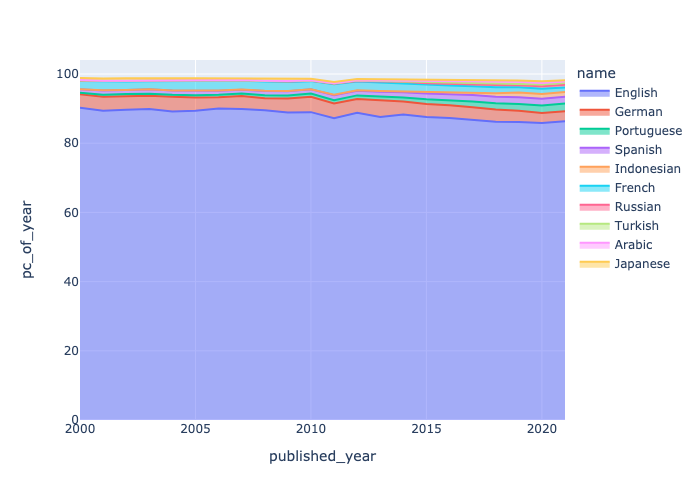 100
80
60
40
20
0
2000 2005 2010 2015 2020
published_year
pc_of_year
name
English
German
Portuguese
Spanish
Indonesian
French
Russian
Turkish
Arabic
Japanese